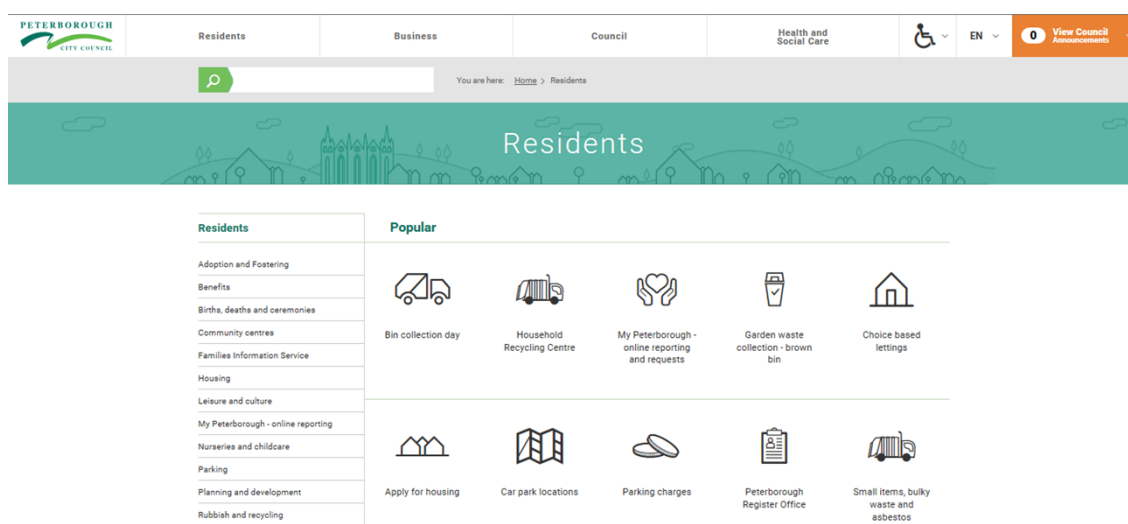 PETERBOROUGH
CITY COUNCIL
Residents
Business
Council
Health and
Social Care
EN
0
View Council
Announcements
You are here: Home > Residents
Residents
Residents
Adoption and Fostering
Benefits
Births, deaths and ceremonies
Community centres
Families Information Service
Housing
Leisure and culture
My Peterborough - online reporting
Nurseries and childcare
Parking
Planning and development
Rubbish and recycling
Popular
Bin collection day
Household
Recycling Centre
My Peterborough -
online reporting
and requests
Garden waste
collection - brown
bin
Choice based
lettings
Apply for housing
Car park locations
Parking charges
Peterborough
Register Office
Small items, bulky
waste and
asbestos